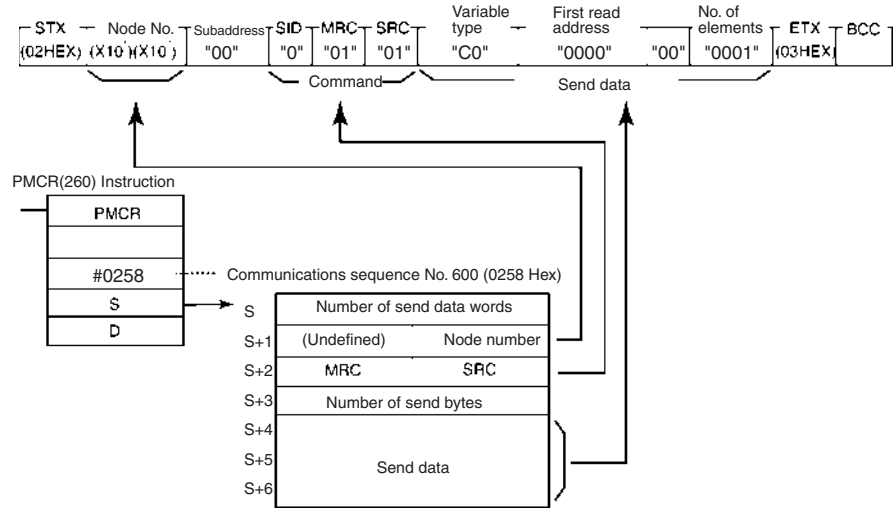 STX Node No. Subaddress SID MRC SRC Variable type First read address No. of elements ETX BCC
(02HEX) (X10 )(X10 ) "00" "0" "01" "01" "C0" "0000" "00" "0001" (03HEX)
Command Send data
PMCR(260) Instruction
PMCR
#0258 Communications sequence No. 600 (0258 Hex)
S S Number of send data words
D
S+1 (Undefined) Node number
S+2 MRC SRC
S+3 Number of send bytes
S+4
S+5 Send data
S+6